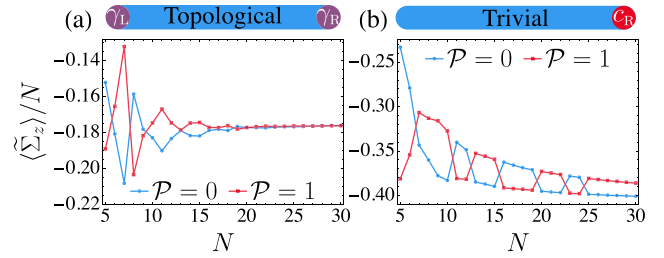 (a) γL Topological γR
−0.14
−0.16
−0.18
−0.20
−0.22
⟨Σ̃z⟩/N
𝒫 = 0 𝒫 = 1
5 10 15 20 25 30
N
(b) Trivial cR
−0.25
−0.30
−0.35
−0.40
𝒫 = 0 𝒫 = 1
5 10 15 20 25 30
N